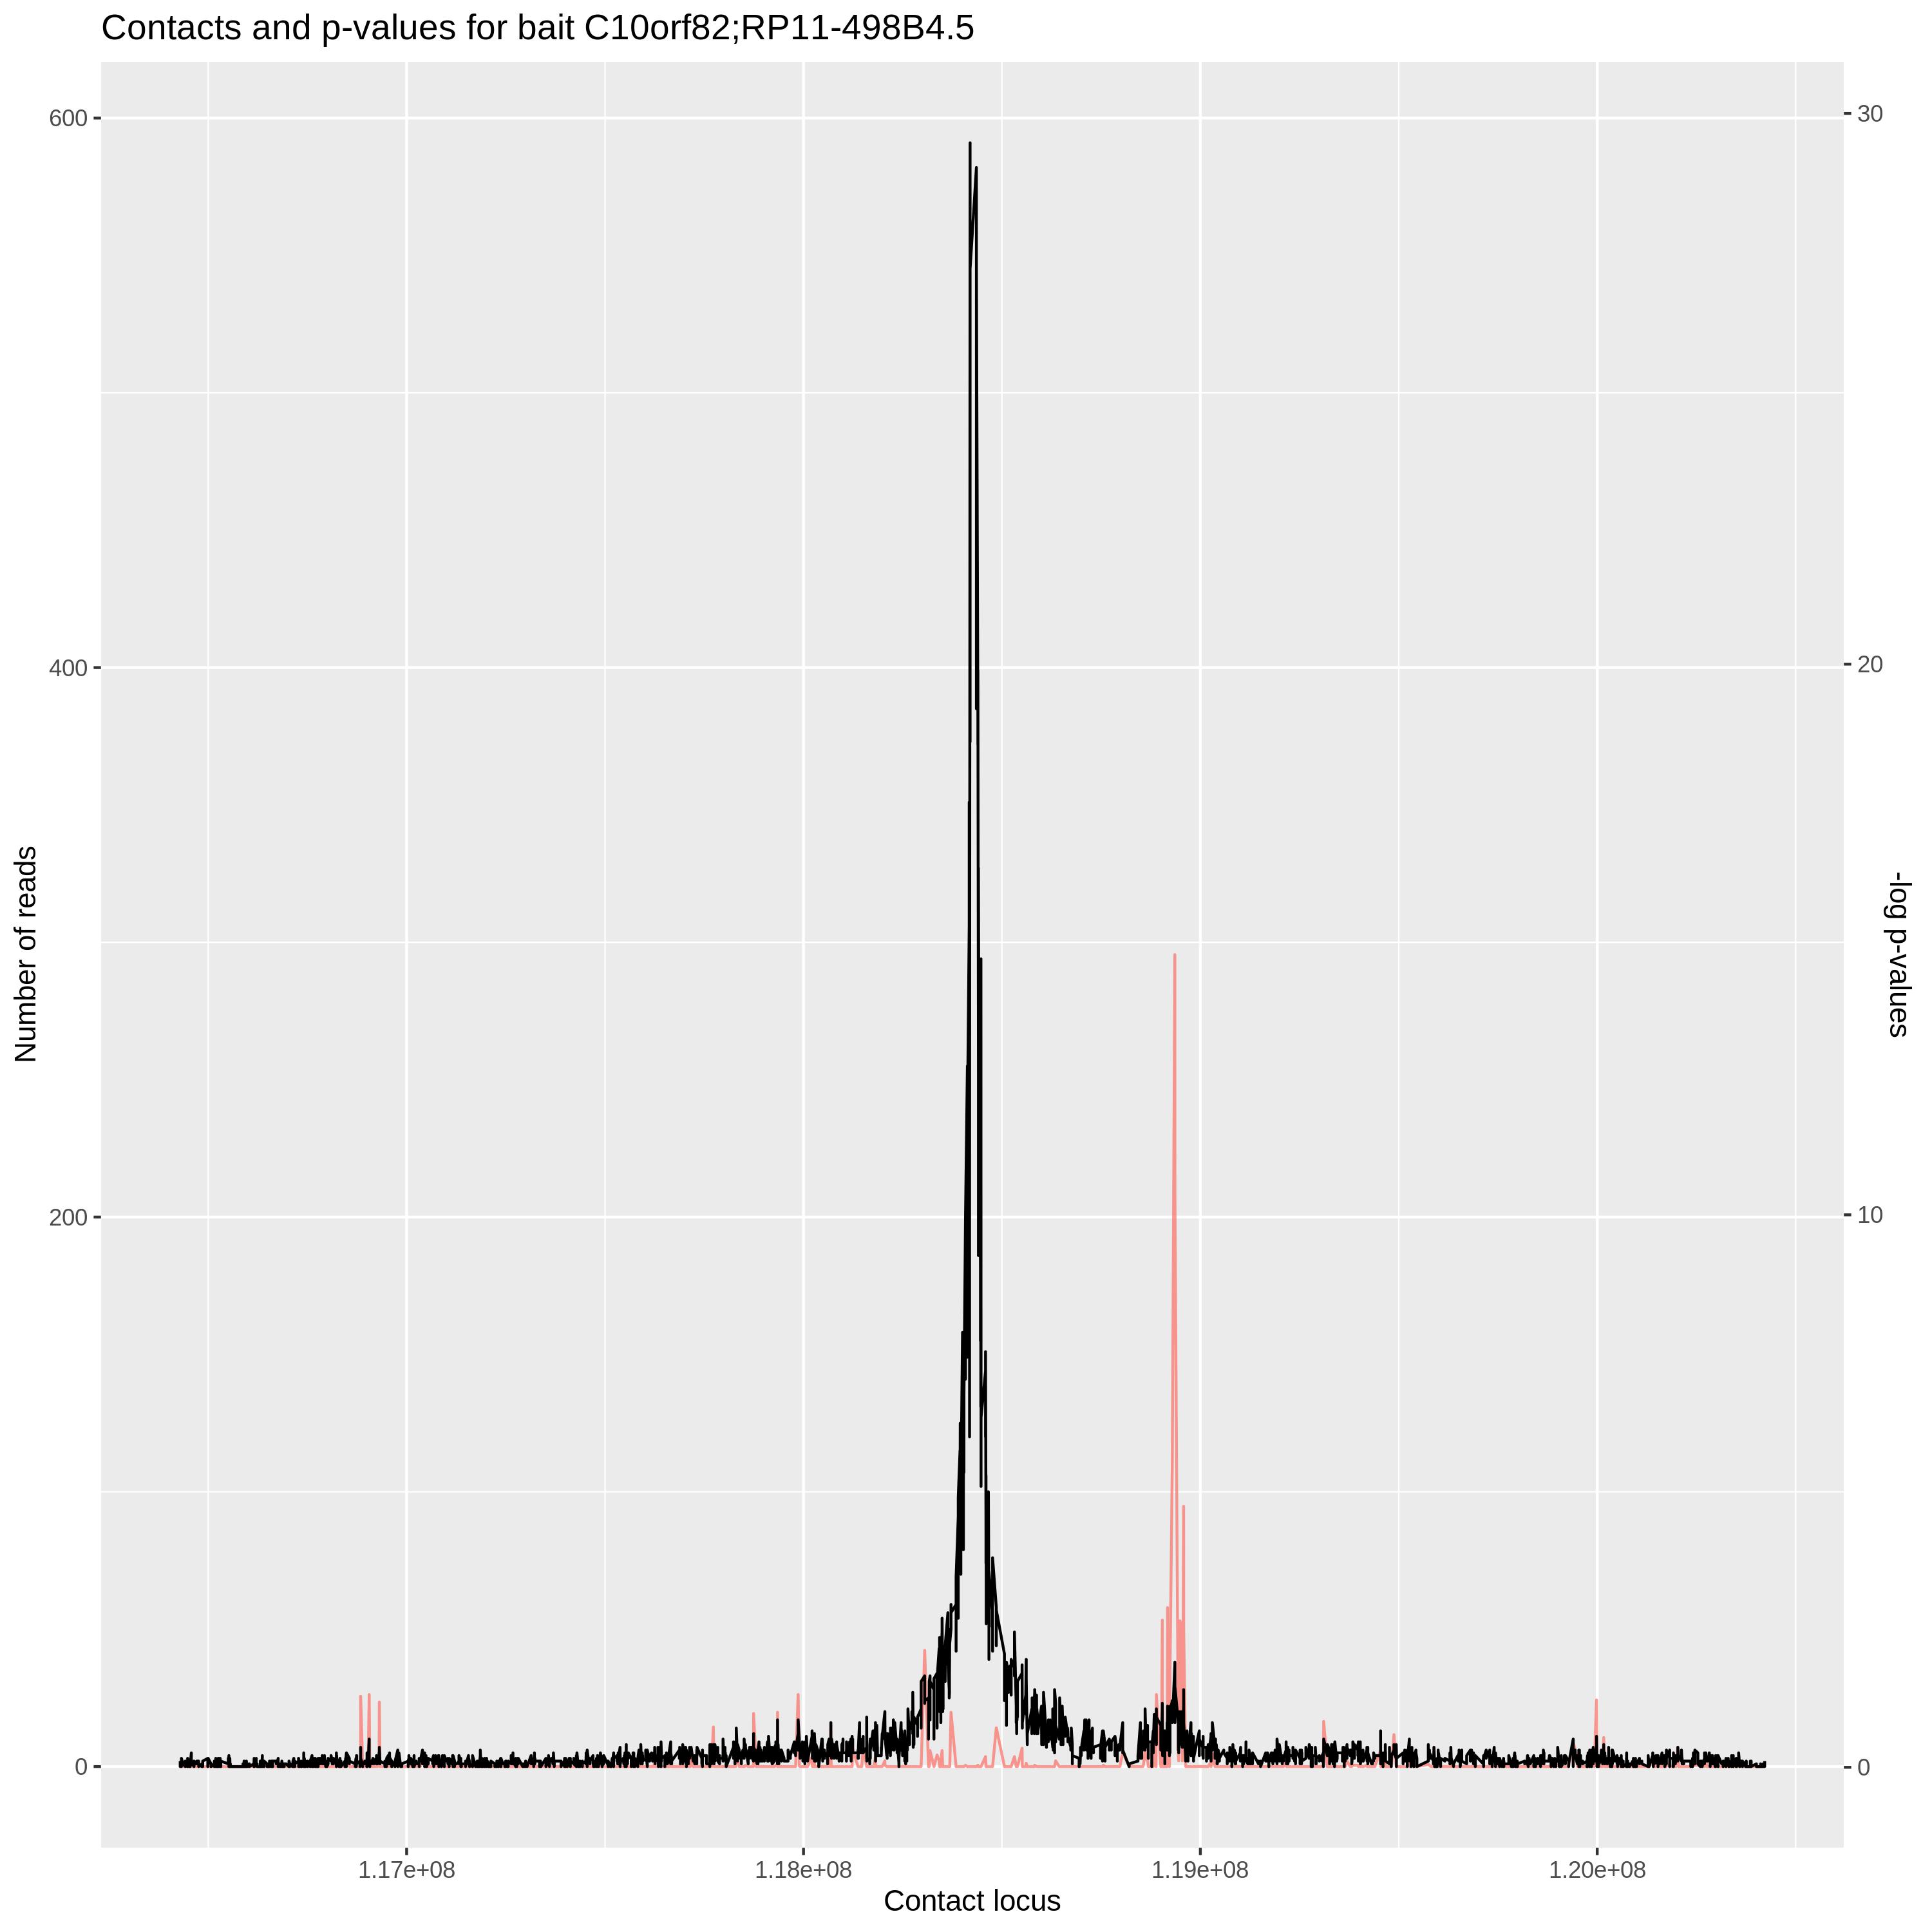 Contacts and p-values for bait C10orf82;RP11-498B4.5
600
400
200
0
Number of reads
30
20
10
0
-log p-values
1.17e+08
1.18e+08
1.19e+08
1.20e+08
Contact locus